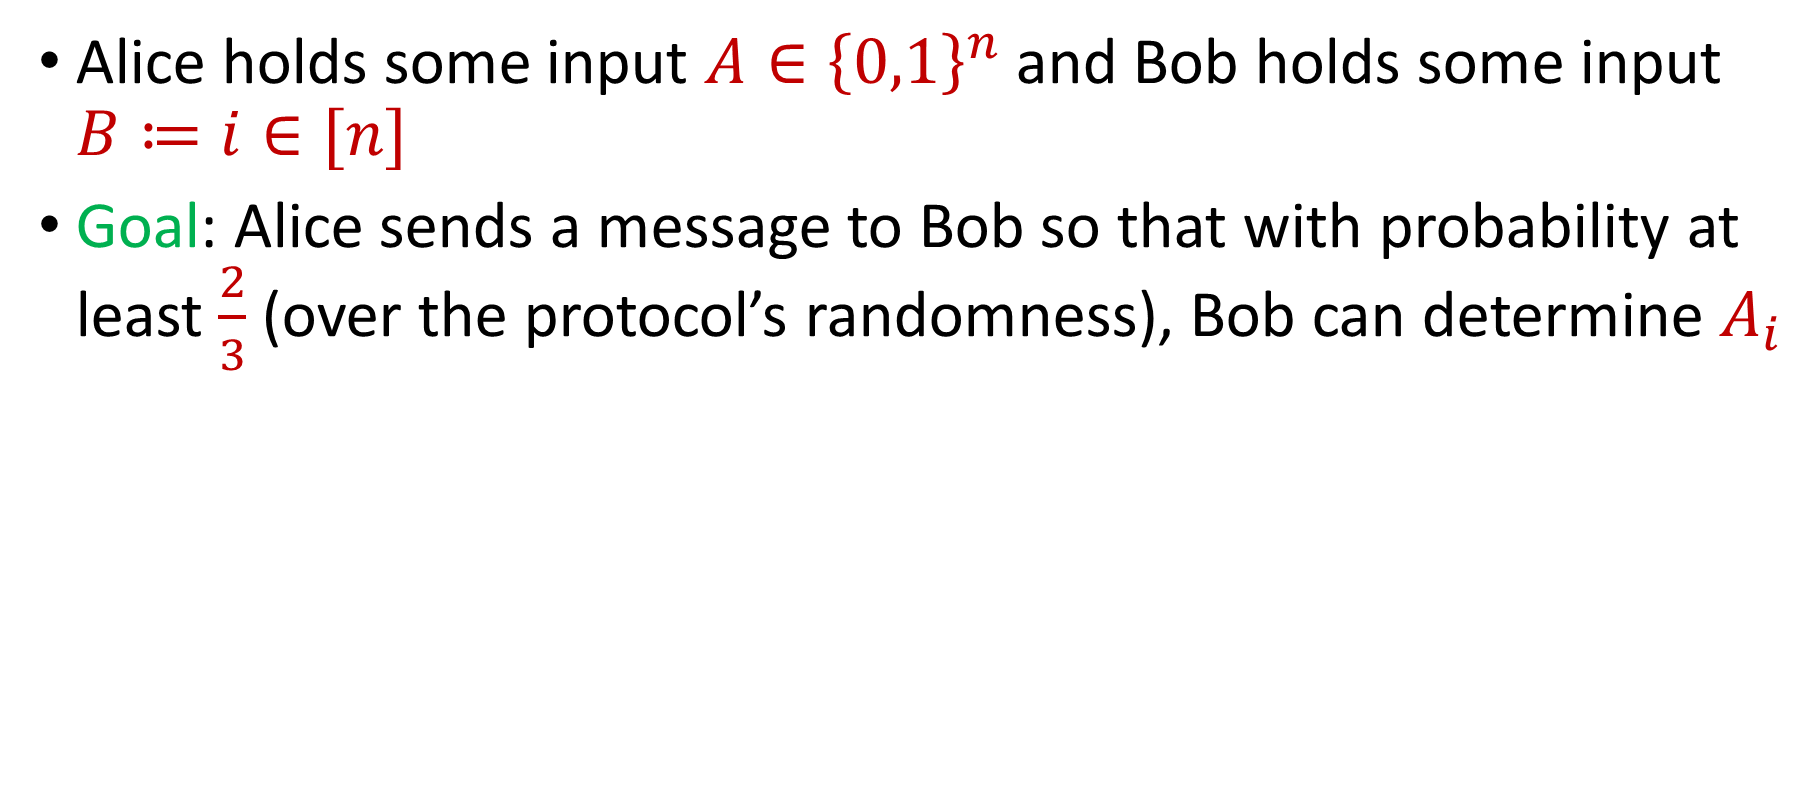 • Alice holds some input A ∈ {0,1}ⁿ and Bob holds some input
B ≔ i ∈ [n]
• Goal: Alice sends a message to Bob so that with probability at
least 2/3 (over the protocol’s randomness), Bob can determine Aᵢ